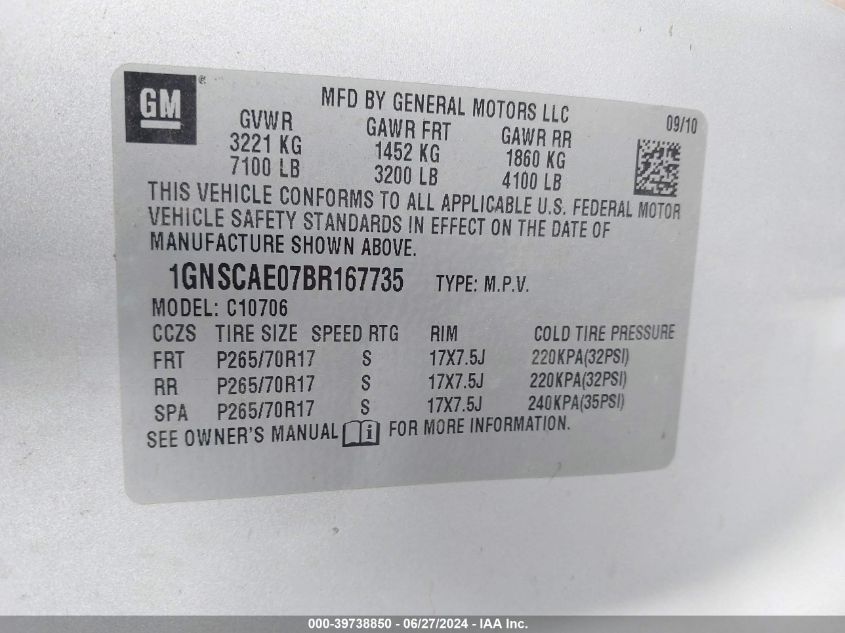 GM ®
MFD BY GENERAL MOTORS LLC
09/10
GVWR GAWR FRT GAWR RR
3221 KG 1452 KG 1860 KG
7100 LB 3200 LB 4100 LB
THIS VEHICLE CONFORMS TO ALL APPLICABLE U.S. FEDERAL MOTOR
VEHICLE SAFETY STANDARDS IN EFFECT ON THE DATE OF
MANUFACTURE SHOWN ABOVE.
1GNSCAE07BR167735 TYPE: M.P.V.
MODEL: C10706
CCZS TIRE SIZE SPEED RTG RIM COLD TIRE PRESSURE
FRT P265/70R17 S 17X7.5J 220KPA(32PSI)
RR P265/70R17 S 17X7.5J 220KPA(32PSI)
SPA P265/70R17 S 17X7.5J 240KPA(35PSI)
SEE OWNER'S MANUAL i FOR MORE INFORMATION.
000-39738850 - 06/27/2024 - IAA Inc.